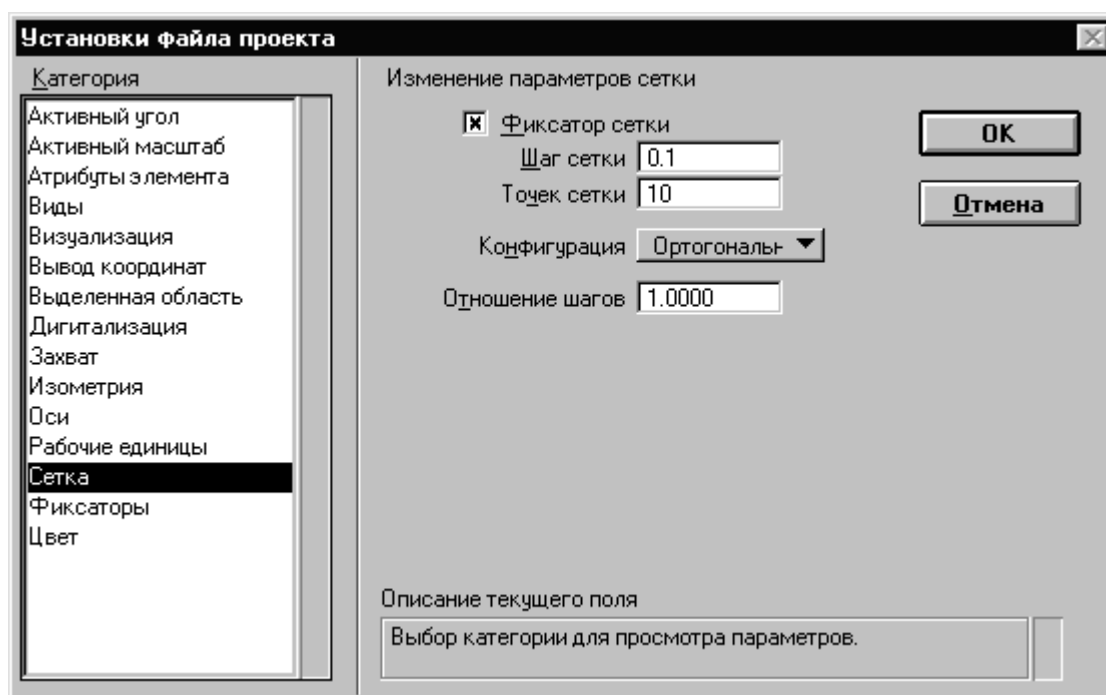 Установки файла проекта
Категория
Активный угол
Активный масштаб
Атрибуты элемента
Виды
Визуализация
Вывод координат
Выделенная область
Дигитализация
Захват
Изометрия
Оси
Рабочие единицы
Сетка
Фиксаторы
Цвет
Изменение параметров сетки
Фиксатор сетки
Шаг сетки 0.1
Точек сетки 10
Конфигурация Ортогональн
Отношение шагов 1.0000
OK
Отмена
Описание текущего поля
Выбор категории для просмотра параметров.